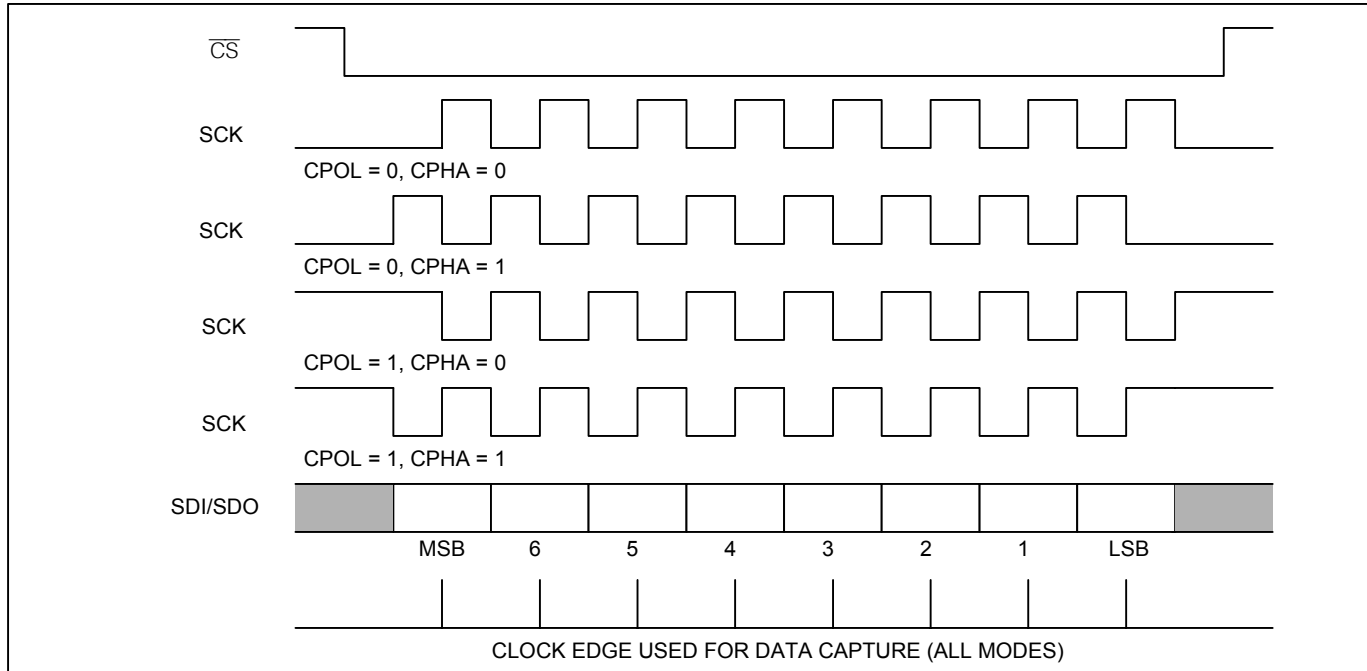 CS
SCK
CPOL = 0, CPHA = 0
SCK
CPOL = 0, CPHA = 1
SCK
CPOL = 1, CPHA = 0
SCK
CPOL = 1, CPHA = 1
SDI/SDO
MSB 6 5 4 3 2 1 LSB
CLOCK EDGE USED FOR DATA CAPTURE (ALL MODES)